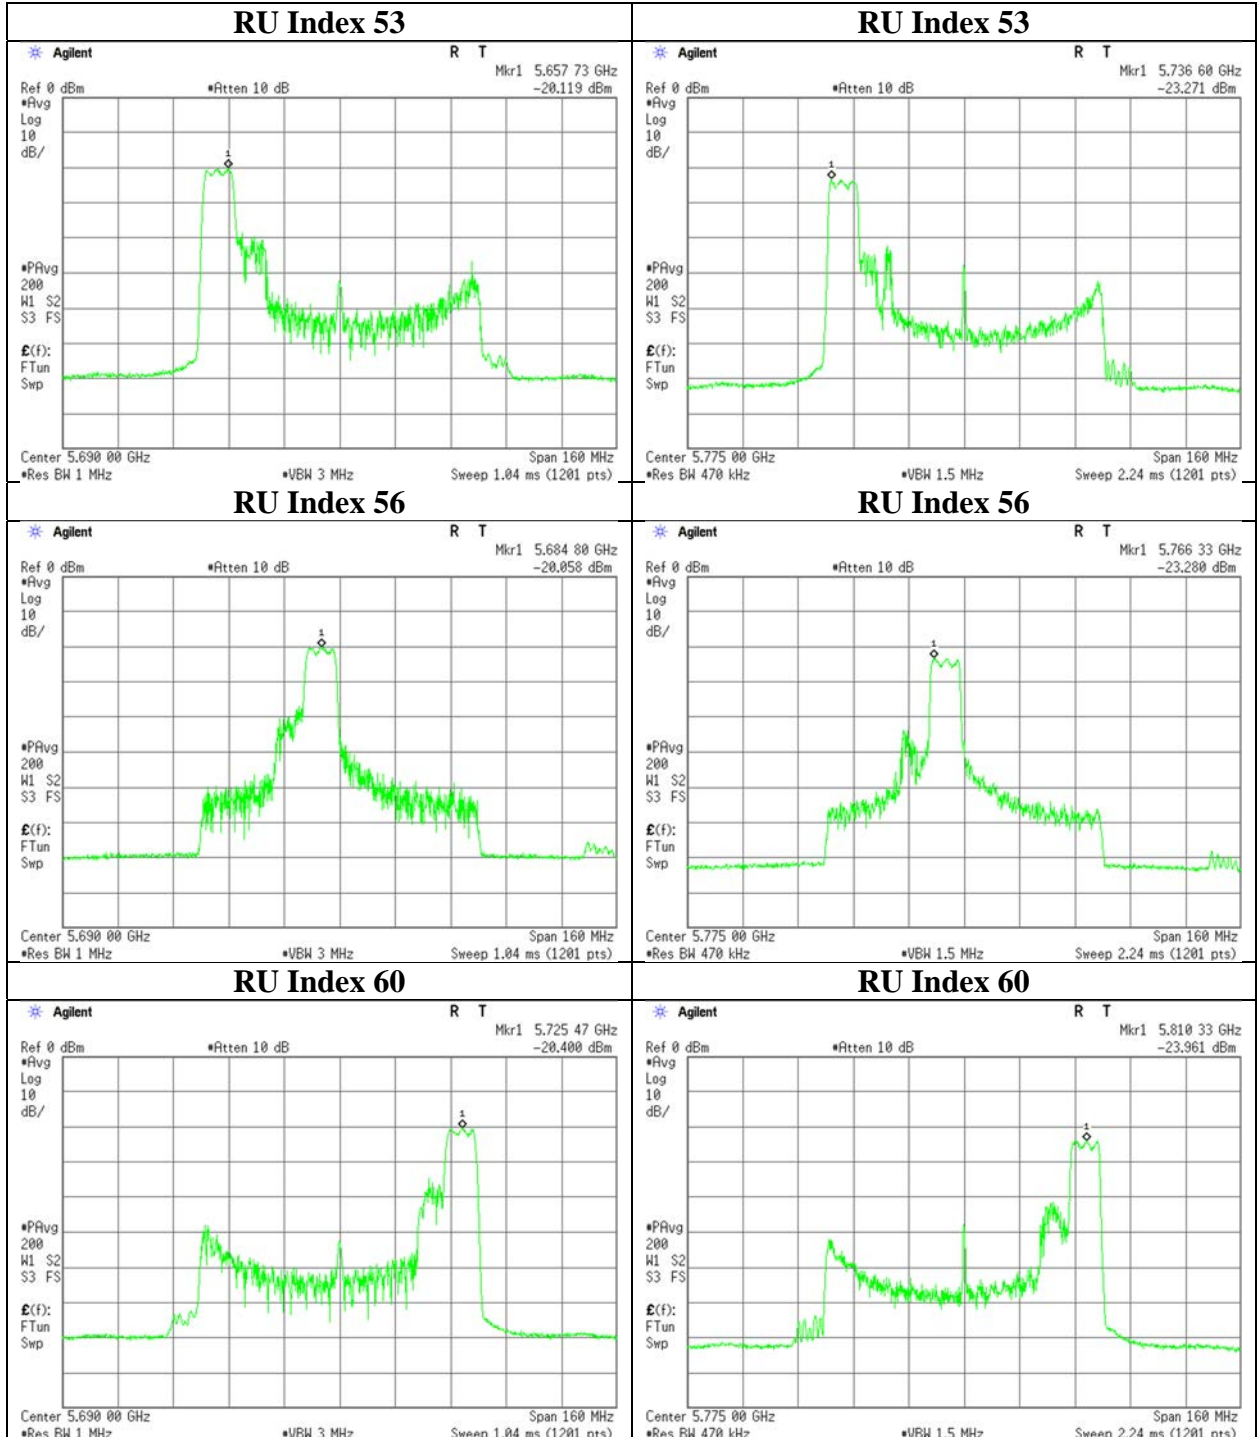 RU Index 53
Agilent R T
Mkr1 5.657 73 GHz
Ref 0 dBm #Atten 10 dB -20.119 dBm
#Avg
Log
10
dB/
1
#PAvg
200
W1 S2
S3 FS
£(f):
FTun
Swp
Center 5.690 00 GHz Span 160 MHz
#Res BW 1 MHz #VBW 3 MHz Sweep 1.04 ms (1201 pts)
RU Index 53
Agilent R T
Mkr1 5.736 60 GHz
Ref 0 dBm #Atten 10 dB -23.271 dBm
#Avg
Log
10
dB/
1
#PAvg
200
W1 S2
S3 FS
£(f):
FTun
Swp
Center 5.775 00 GHz Span 160 MHz
#Res BW 470 kHz #VBW 1.5 MHz Sweep 2.24 ms (1201 pts)
RU Index 56
Agilent R T
Mkr1 5.684 80 GHz
Ref 0 dBm #Atten 10 dB -20.058 dBm
#Avg
Log
10
dB/
1
#PAvg
200
W1 S2
S3 FS
£(f):
FTun
Swp
Center 5.690 00 GHz Span 160 MHz
#Res BW 1 MHz #VBW 3 MHz Sweep 1.04 ms (1201 pts)
RU Index 56
Agilent R T
Mkr1 5.766 33 GHz
Ref 0 dBm #Atten 10 dB -23.280 dBm
#Avg
Log
10
dB/
1
#PAvg
200
W1 S2
S3 FS
£(f):
FTun
Swp
Center 5.775 00 GHz Span 160 MHz
#Res BW 470 kHz #VBW 1.5 MHz Sweep 2.24 ms (1201 pts)
RU Index 60
Agilent R T
Mkr1 5.725 47 GHz
Ref 0 dBm #Atten 10 dB -20.400 dBm
#Avg
Log
10
dB/
1
#PAvg
200
W1 S2
S3 FS
£(f):
FTun
Swp
Center 5.690 00 GHz Span 160 MHz
#Res BW 1 MHz #VBW 3 MHz Sweep 1.04 ms (1201 pts)
RU Index 60
Agilent R T
Mkr1 5.810 33 GHz
Ref 0 dBm #Atten 10 dB -23.961 dBm
#Avg
Log
10
dB/
1
#PAvg
200
W1 S2
S3 FS
£(f):
FTun
Swp
Center 5.775 00 GHz Span 160 MHz
#Res BW 470 kHz #VBW 1.5 MHz Sweep 2.24 ms (1201 pts)